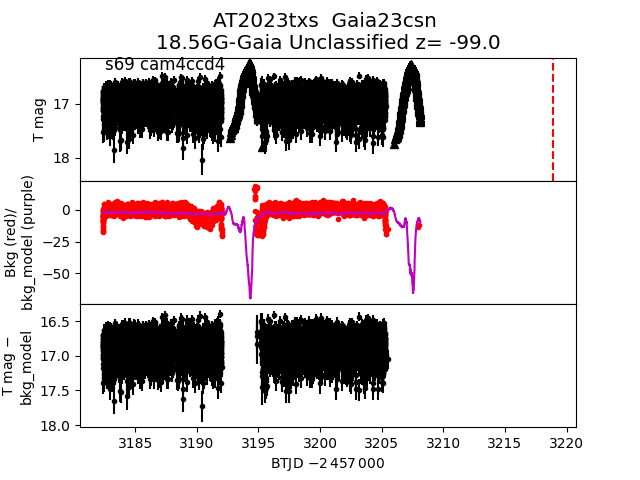 AT2023txs  Gaia23csn
18.56G-Gaia Unclassified z= -99.0
s69 cam4ccd4
T mag
17
18
Bkg (red)/
bkg_model (purple)
0
−25
−50
T mag −
bkg_model
16.5
17.0
17.5
18.0
3185 3190 3195 3200 3205 3210 3215 3220
BTJD −2 457 000